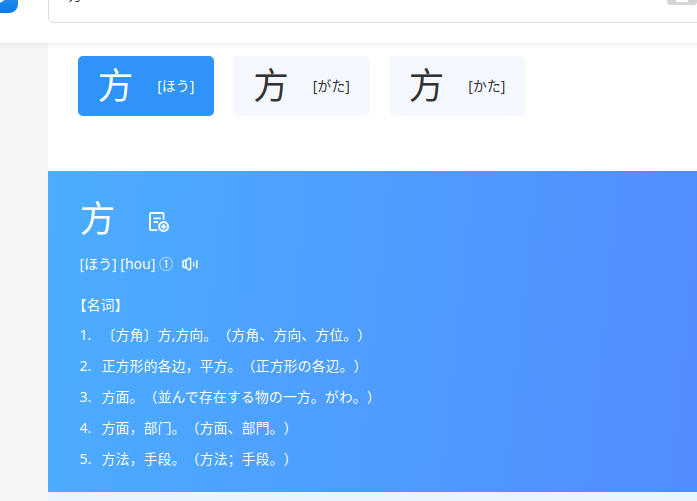 方 [ほう] 方 [がた] 方 [かた]
方
[ほう] [hou] ①
【名词】
1. 〔方角〕方,方向。（方角、方向、方位。）
2. 正方形的各边，平方。（正方形の各辺。）
3. 方面。（並んで存在する物の一方。がわ。）
4. 方面，部门。（方面、部門。）
5. 方法，手段。（方法；手段。）